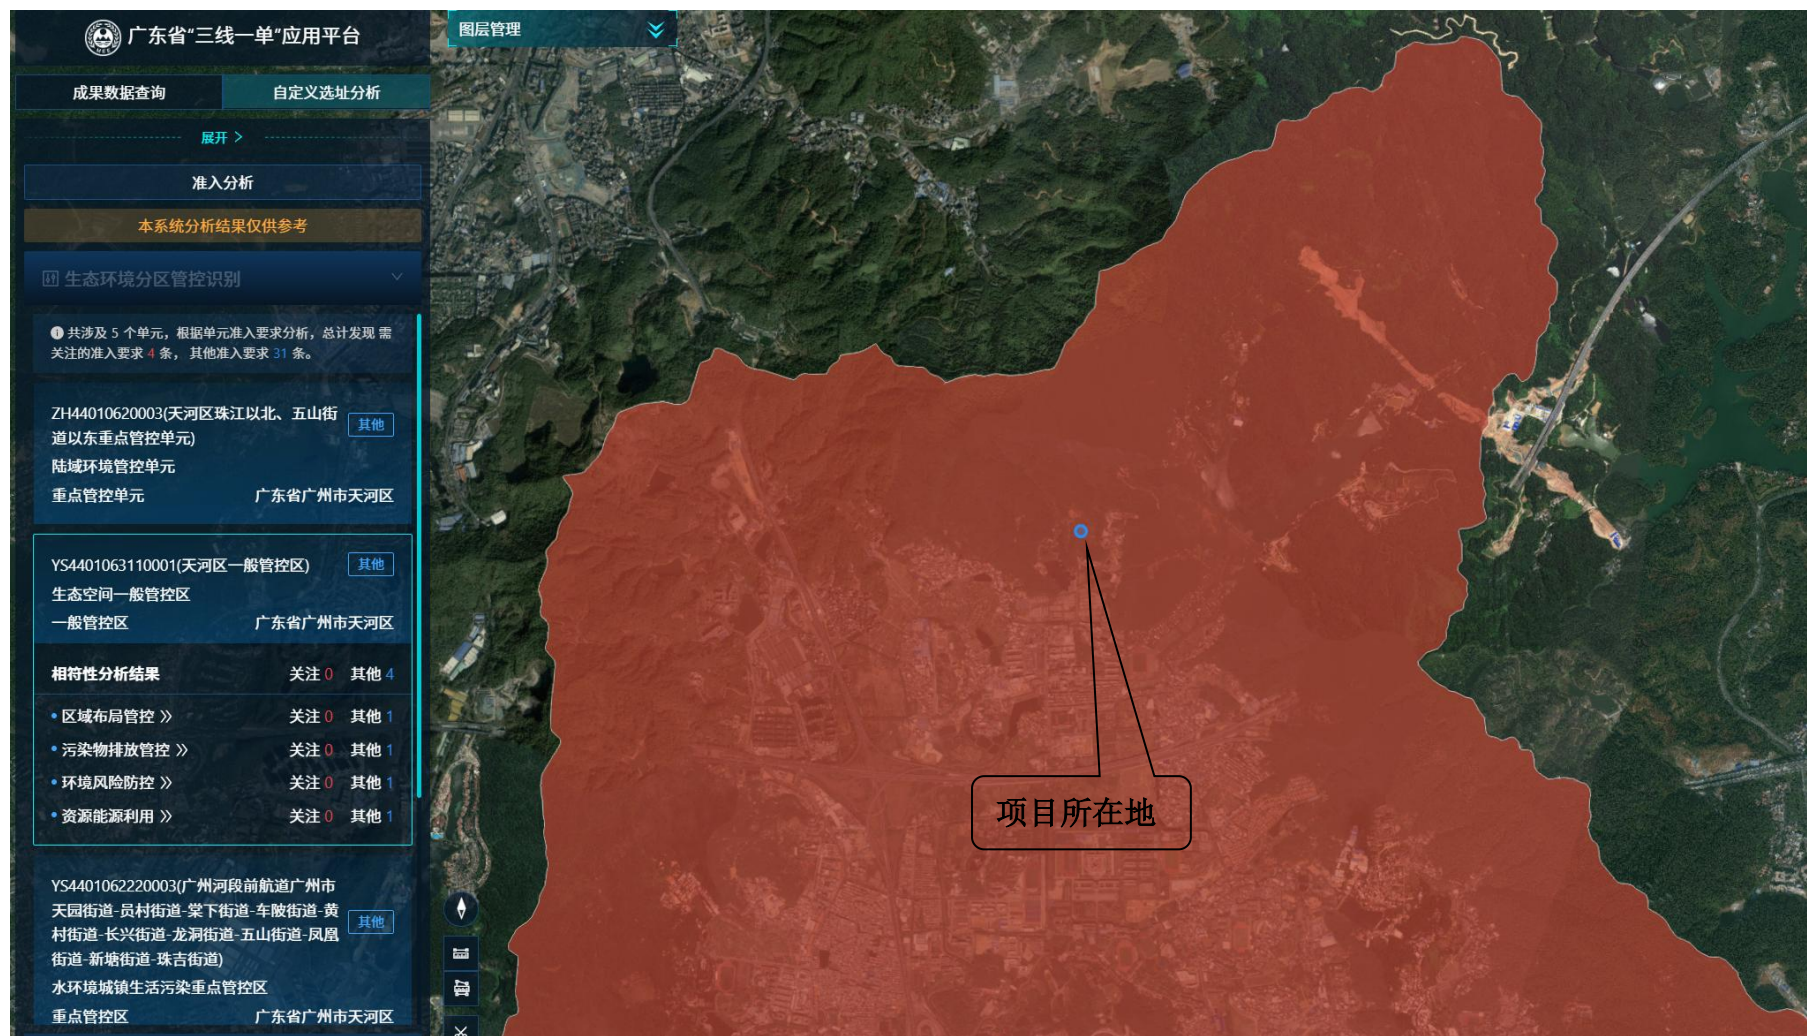 广东省“三线一单”应用平台
图层管理
成果数据查询
自定义选址分析
展开 >
准入分析
本系统分析结果仅供参考
生态环境分区管控识别
共涉及 5 个单元，根据单元准入要求分析，总计发现 需
关注的准入要求 4 条， 其他准入要求 31 条。
ZH44010620003(天河区珠江以北、五山街
道以东重点管控单元)
其他
陆域环境管控单元
重点管控单元 广东省广州市天河区
YS4401063110001(天河区一般管控区) 其他
生态空间一般管控区
一般管控区 广东省广州市天河区
相符性分析结果 关注 0 其他 4
区域布局管控 关注 0 其他 1
污染物排放管控 关注 0 其他 1
环境风险防控 关注 0 其他 1
资源能源利用 关注 0 其他 1
YS4401062220003(广州河段前航道广州市
天园街道-员村街道-棠下街道-车陂街道-黄
村街道-长兴街道-龙洞街道-五山街道-凤凰
街道-新塘街道-珠吉街道)
其他
水环境城镇生活污染重点管控区
重点管控区 广东省广州市天河区
项目所在地